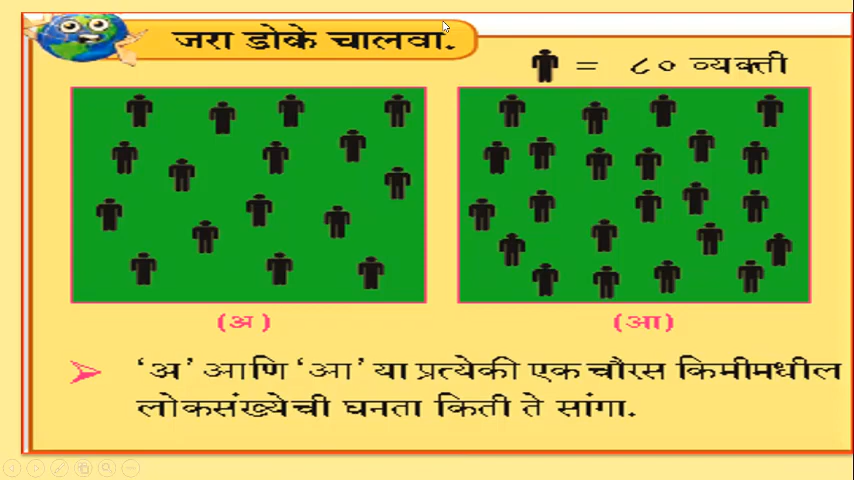 जरा डोके चालवा.
= ८० व्यक्ती
(अ)
(आ)
‘अ’ आणि ‘आ’ या प्रत्येकी एक चौरस किमीमधील
लोकसंख्येची घनता किती ते सांगा.